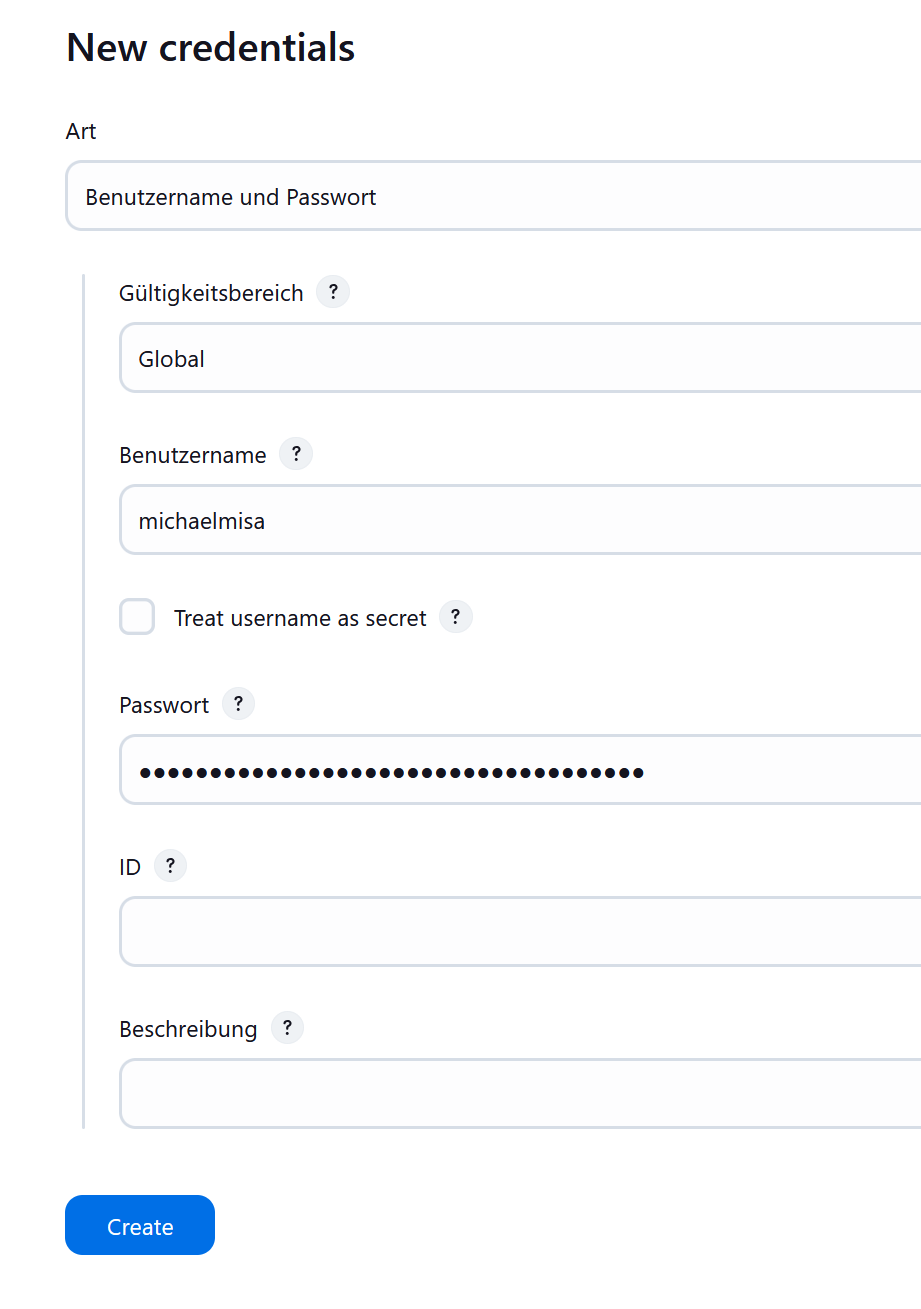 New credentials
Art
Benutzername und Passwort
Gültigkeitsbereich ?
Global
Benutzername ?
michaelmisa
Treat username as secret ?
Passwort ?
••••••••••••••••••••••••••••••••••••
ID ?
Beschreibung ?
Create